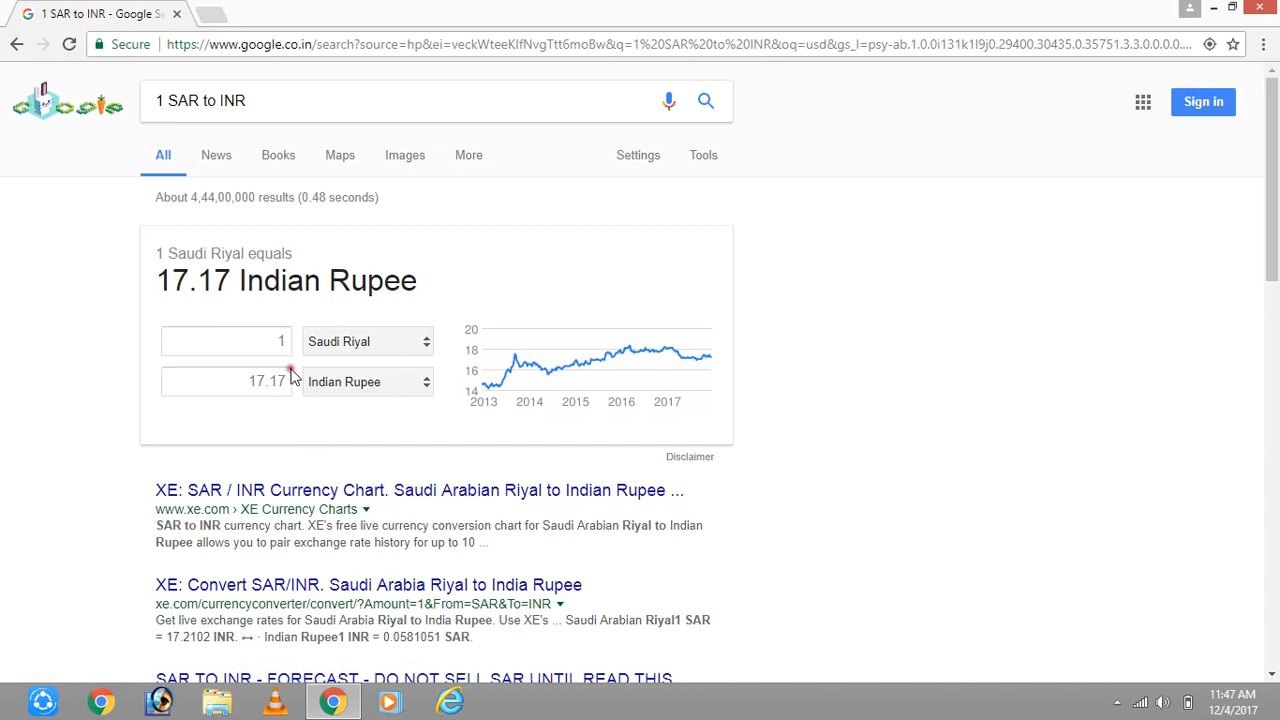 1 SAR to INR - Google Se
Secure https://www.google.co.in/search?source=hp&ei=veckWteeKIfNvgTtt6moBw&q=1%20SAR%20to%20INR&oq=usd&gs_l=psy-ab.1.0.0i131k1l9j0.29400.30435.0.35751.3.3.0.0.0.0....
1 SAR to INR
Sign in
All News Books Maps Images More Settings Tools
About 4,44,00,000 results (0.48 seconds)
1 Saudi Riyal equals
17.17 Indian Rupee
1 Saudi Riyal
17.17 Indian Rupee
20
18
16
14
2013 2014 2015 2016 2017
Disclaimer
XE: SAR / INR Currency Chart. Saudi Arabian Riyal to Indian Rupee ...
www.xe.com › XE Currency Charts
SAR to INR currency chart. XE's free live currency conversion chart for Saudi Arabian Riyal to Indian
Rupee allows you to pair exchange rate history for up to 10 ...
XE: Convert SAR/INR. Saudi Arabia Riyal to India Rupee
xe.com/currencyconverter/convert/?Amount=1&From=SAR&To=INR
Get live exchange rates for Saudi Arabia Riyal to India Rupee. Use XE's ... Saudi Arabian Riyal1 SAR
= 17.2102 INR. ↔ · Indian Rupee1 INR = 0.0581051 SAR.
SAR TO INR - FORECAST - DO NOT SELL SAR UNTIL READ THIS
11:47 AM
12/4/2017